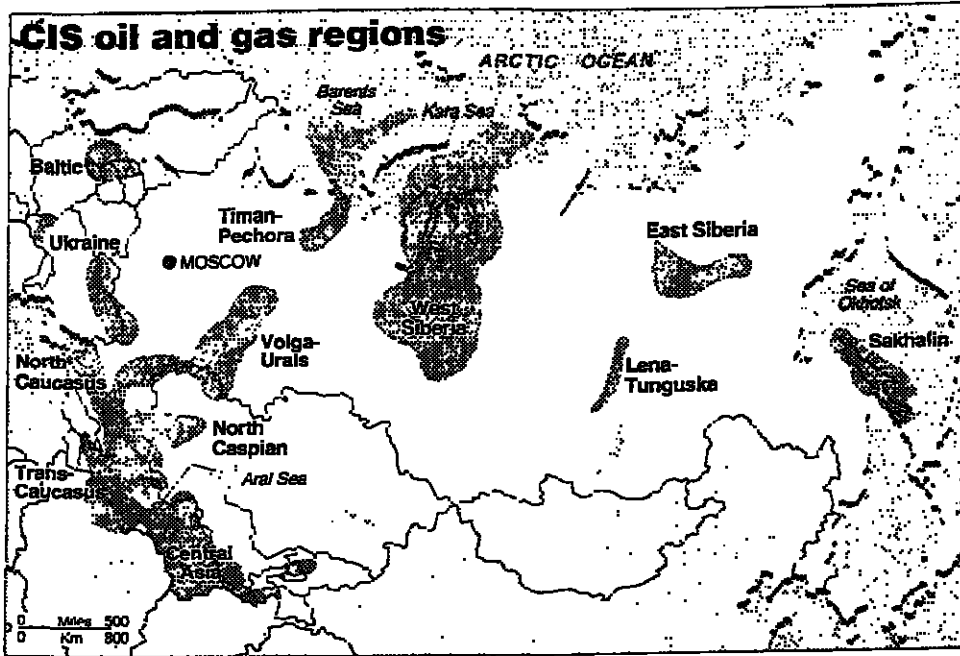 CIS oil and gas regions
ARCTIC OCEAN
Barents
Sea
Kara Sea
Baltic
Timan-
Pechora
Ukraine
MOSCOW
East Siberia
Sea of
Okhotsk
West
Siberia
Volga-
Urals
Sakhalin
North
Caucasus
Lena-
Tunguska
North
Caspian
Trans-
Caucasus
Aral Sea
Central
Asia
0 Miles 500
0 Km 800